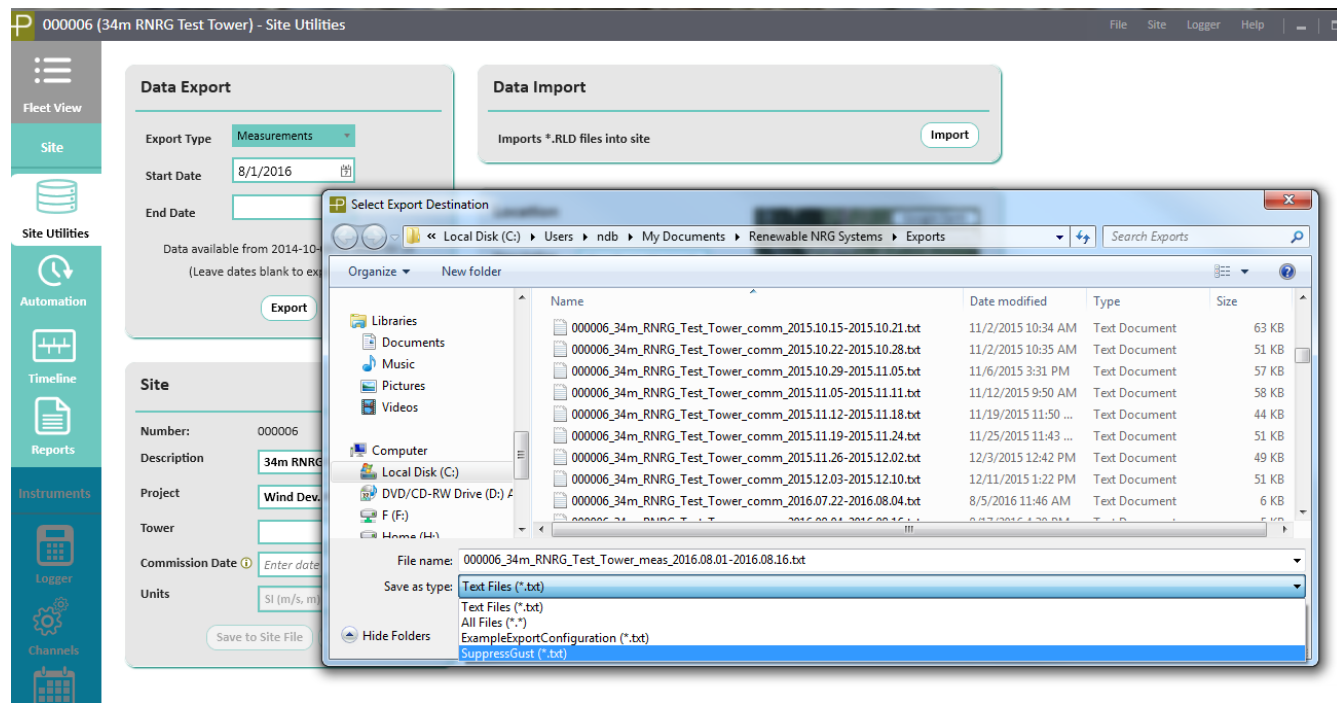 P 000006 (34m RNRG Test Tower) - Site Utilities
File Site Logger Help
Fleet View
Site
Site Utilities
Automation
Timeline
Reports
Instruments
Logger
Channels
Data Export
Export Type Measurements
Start Date 8/1/2016
End Date
Data available from 2014-10-
(Leave dates blank to exp
Export
Data Import
Imports *.RLD files into site
Import
Site
Number: 000006
Description 34m RNRG
Project Wind Dev.
Tower
Commission Date Enter date
Units SI (m/s, m)
Save to Site File
Select Export Destination
« Local Disk (C:) Users ndb My Documents Renewable NRG Systems Exports
Search Exports
Organize New folder
Libraries
Documents
Music
Pictures
Videos
Computer
Local Disk (C:)
DVD/CD-RW Drive (D:) A
F (F:)
Home (H:)
Name Date modified Type Size
000006_34m_RNRG_Test_Tower_comm_2015.10.15-2015.10.21.txt 11/2/2015 10:34 AM Text Document 63 KB
000006_34m_RNRG_Test_Tower_comm_2015.10.22-2015.10.28.txt 11/2/2015 10:35 AM Text Document 51 KB
000006_34m_RNRG_Test_Tower_comm_2015.10.29-2015.11.05.txt 11/6/2015 3:31 PM Text Document 57 KB
000006_34m_RNRG_Test_Tower_comm_2015.11.05-2015.11.11.txt 11/12/2015 9:50 AM Text Document 58 KB
000006_34m_RNRG_Test_Tower_comm_2015.11.12-2015.11.18.txt 11/19/2015 11:50 ... Text Document 44 KB
000006_34m_RNRG_Test_Tower_comm_2015.11.19-2015.11.24.txt 11/25/2015 11:43 ... Text Document 51 KB
000006_34m_RNRG_Test_Tower_comm_2015.11.26-2015.12.02.txt 12/3/2015 12:42 PM Text Document 49 KB
000006_34m_RNRG_Test_Tower_comm_2015.12.03-2015.12.10.txt 12/11/2015 1:22 PM Text Document 51 KB
000006_34m_RNRG_Test_Tower_comm_2016.07.22-2016.08.04.txt 8/5/2016 11:46 AM Text Document 6 KB
File name: 000006_34m_RNRG_Test_Tower_meas_2016.08.01-2016.08.16.txt
Save as type: Text Files (*.txt)
Text Files (*.txt)
All Files (*.*)
ExampleExportConfiguration (*.txt)
SuppressGust (*.txt)
Hide Folders